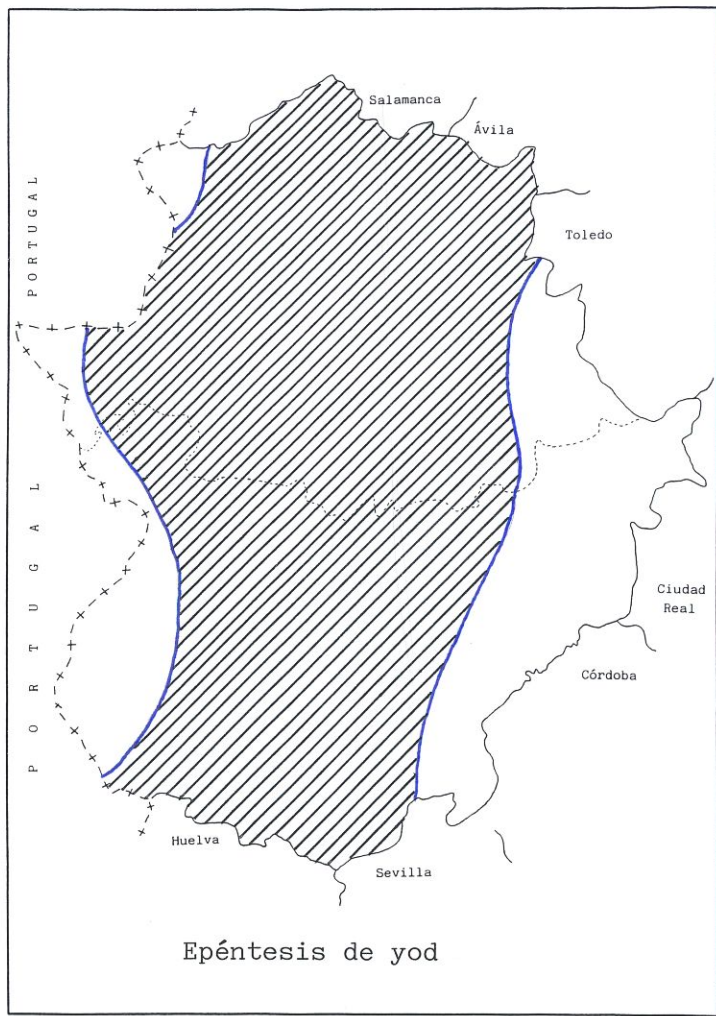 Salamanca
Ávila
PORTUGAL
Toledo
PORTUGAL
Ciudad
Real
Córdoba
Huelva
Sevilla
Epéntesis de yod